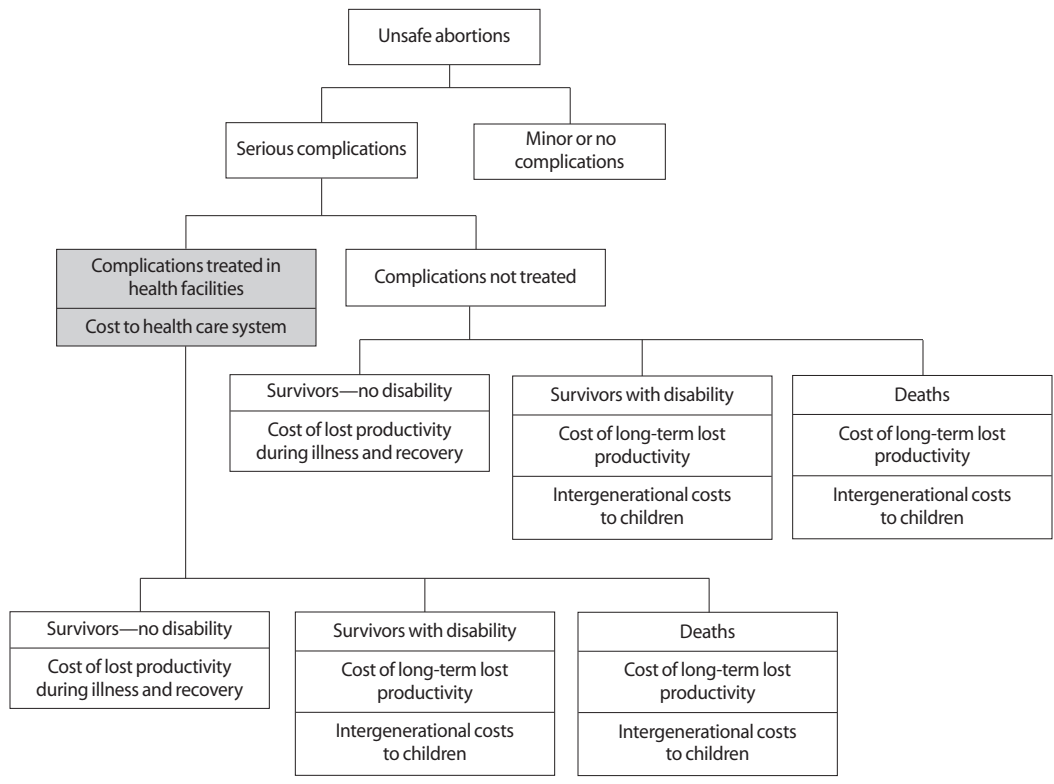 Unsafe abortions
Serious complications
Minor or no
complications
Complications treated in
health facilities
Cost to health care system
Complications not treated
Survivors—no disability
Cost of lost productivity
during illness and recovery
Survivors with disability
Cost of long-term lost
productivity
Intergenerational costs
to children
Deaths
Cost of long-term lost
productivity
Intergenerational costs
to children
Survivors—no disability
Cost of lost productivity
during illness and recovery
Survivors with disability
Cost of long-term lost
productivity
Intergenerational costs
to children
Deaths
Cost of long-term lost
productivity
Intergenerational costs
to children